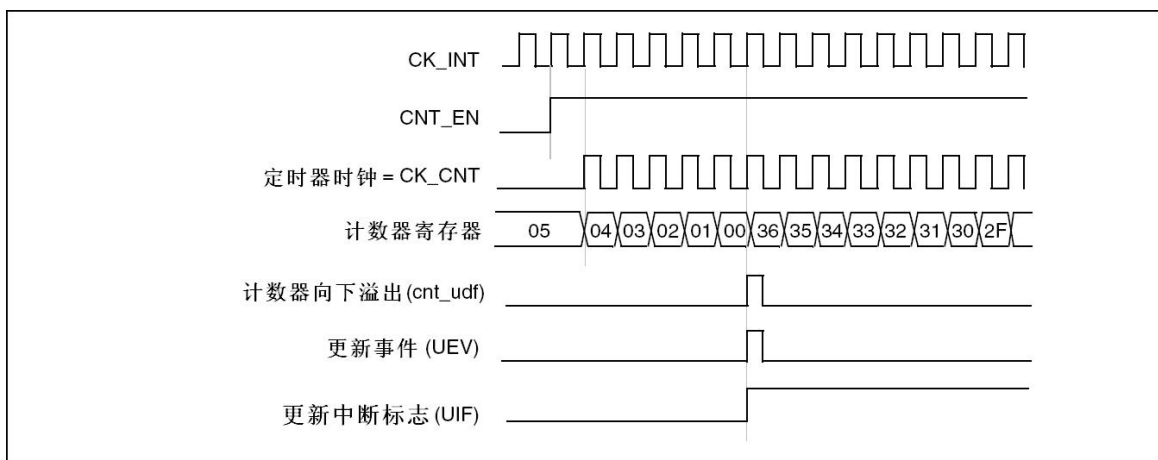 CK_INT
CNT_EN
定时器时钟 = CK_CNT
计数器寄存器 05 04 03 02 01 00 36 35 34 33 32 31 30 2F
计数器向下溢出(cnt_udf)
更新事件 (UEV)
更新中断标志(UIF)